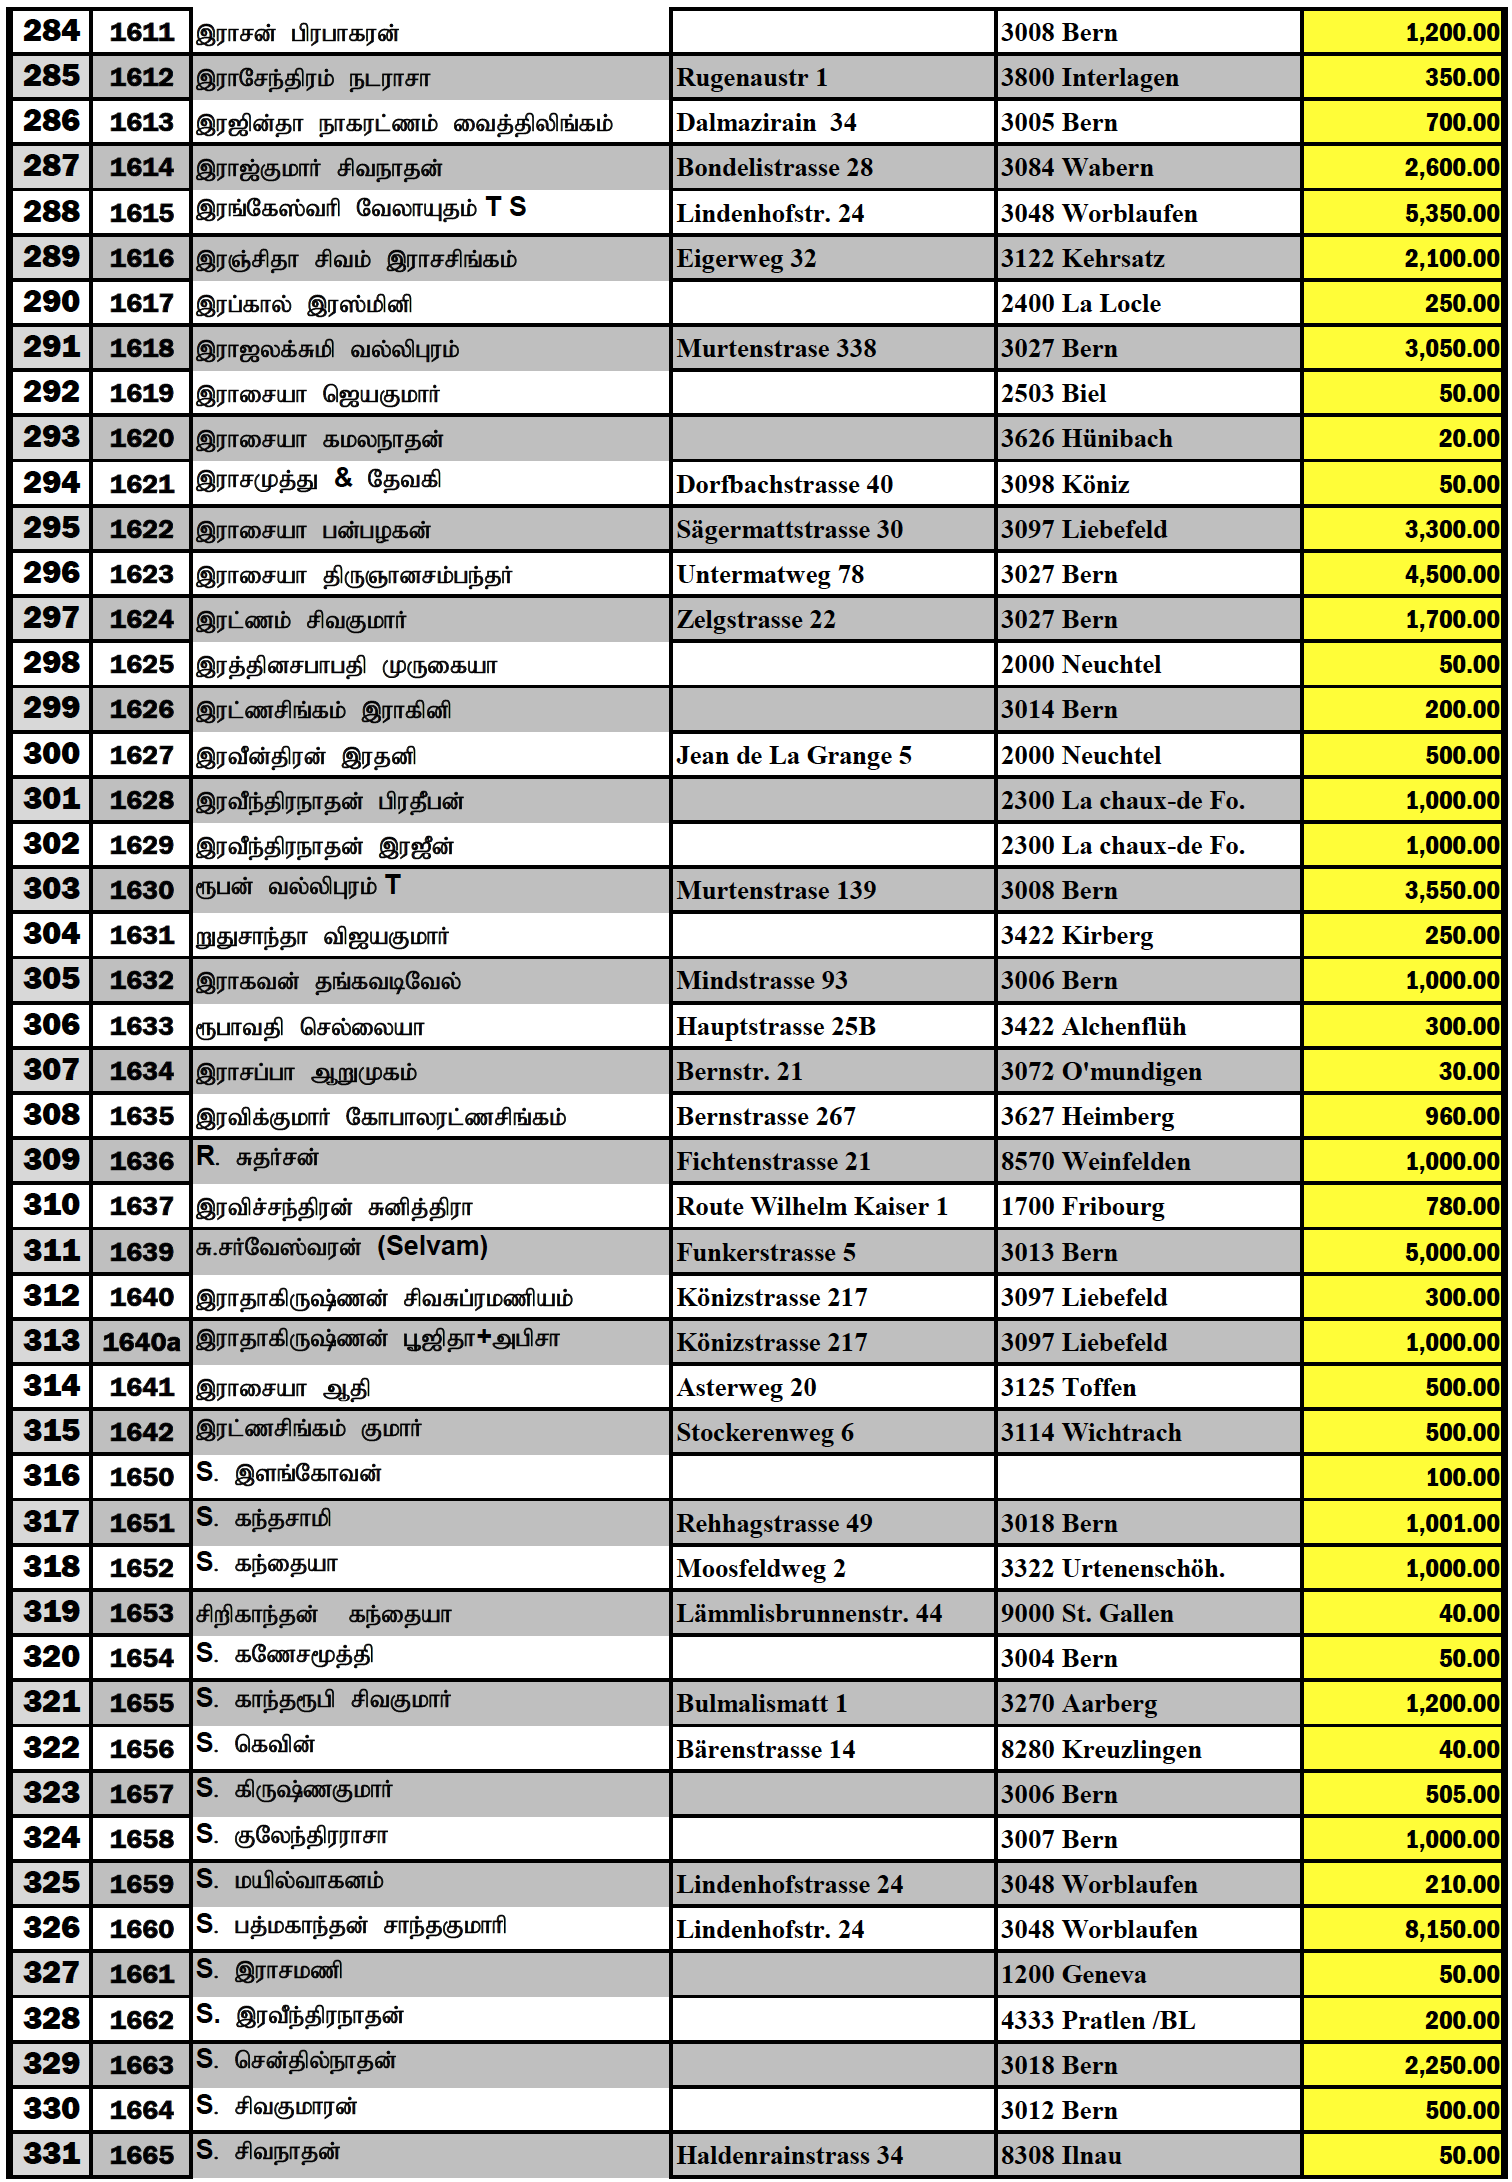 284 1611 இராசன் பிரபாகரன் 3008 Bern 1,200.00
285 1612 இராசேந்திரம் நடராசா Rugenaustr 1 3800 Interlagen 350.00
286 1613 இரஜின்தா நாகரட்ணம் வைத்திலிங்கம் Dalmazirain 34 3005 Bern 700.00
287 1614 இராஜ்குமார் சிவநாதன் Bondelistrasse 28 3084 Wabern 2,600.00
288 1615 இரங்கேஸ்வரி வேலாயுதம் T S Lindenhofstr. 24 3048 Worblaufen 5,350.00
289 1616 இரஞ்சிதா சிவம் இராசசிங்கம் Eigerweg 32 3122 Kehrsatz 2,100.00
290 1617 இரப்கால் இரஸ்மினி 2400 La Locle 250.00
291 1618 இராஜலக்சுமி வல்லிபுரம் Murtenstrase 338 3027 Bern 3,050.00
292 1619 இராசையா ஜெயகுமார் 2503 Biel 50.00
293 1620 இராசையா கமலநாதன் 3626 Hünibach 20.00
294 1621 இராசமுத்து & தேவகி Dorfbachstrasse 40 3098 Köniz 50.00
295 1622 இராசையா பன்பழகன் Sägermattstrasse 30 3097 Liebefeld 3,300.00
296 1623 இராசையா திருஞானசம்பந்தர் Untermatweg 78 3027 Bern 4,500.00
297 1624 இரட்ணம் சிவகுமார் Zelgstrasse 22 3027 Bern 1,700.00
298 1625 இரத்தினசபாபதி முருகையா 2000 Neuchtel 50.00
299 1626 இரட்ணசிங்கம் இராகினி 3014 Bern 200.00
300 1627 இரவீன்திரன் இரதனி Jean de La Grange 5 2000 Neuchtel 500.00
301 1628 இரவீந்திரநாதன் பிரதீபன் 2300 La chaux-de Fo. 1,000.00
302 1629 இரவீந்திரநாதன் இரஜீன் 2300 La chaux-de Fo. 1,000.00
303 1630 ரூபன் வல்லிபுரம் T Murtenstrase 139 3008 Bern 3,550.00
304 1631 றுதுசாந்தா விஜயகுமார் 3422 Kirberg 250.00
305 1632 இராகவன் தங்கவடிவேல் Mindstrasse 93 3006 Bern 1,000.00
306 1633 ரூபாவதி செல்லையா Hauptstrasse 25B 3422 Alchenflüh 300.00
307 1634 இராசப்பா ஆறுமுகம் Bernstr. 21 3072 O'mundigen 30.00
308 1635 இரவிக்குமார் கோபாலரட்ணசிங்கம் Bernstrasse 267 3627 Heimberg 960.00
309 1636 R. சுதர்சன் Fichtenstrasse 21 8570 Weinfelden 1,000.00
310 1637 இரவிச்சந்திரன் சுனித்திரா Route Wilhelm Kaiser 1 1700 Fribourg 780.00
311 1639 சு.சர்வேஸ்வரன் (Selvam) Funkerstrasse 5 3013 Bern 5,000.00
312 1640 இராதாகிருஷ்ணன் சிவசுப்ரமணியம் Könizstrasse 217 3097 Liebefeld 300.00
313 1640a இராதாகிருஷ்ணன் பூஜிதா+அபிசா Könizstrasse 217 3097 Liebefeld 1,000.00
314 1641 இராசையா ஆதி Asterweg 20 3125 Toffen 500.00
315 1642 இரட்ணசிங்கம் குமார் Stockerenweg 6 3114 Wichtrach 500.00
316 1650 S. இளங்கோவன் 100.00
317 1651 S. கந்தசாமி Rehhagstrasse 49 3018 Bern 1,001.00
318 1652 S. கந்தையா Moosfeldweg 2 3322 Urtenenschöh. 1,000.00
319 1653 சிறிகாந்தன் கந்தையா Lämmlisbrunnenstr. 44 9000 St. Gallen 40.00
320 1654 S. கணேசமூத்தி 3004 Bern 50.00
321 1655 S. காந்தரூபி சிவகுமார் Bulmalismatt 1 3270 Aarberg 1,200.00
322 1656 S. கெவின் Bärenstrasse 14 8280 Kreuzlingen 40.00
323 1657 S. கிருஷ்ணகுமார் 3006 Bern 505.00
324 1658 S. குலேந்திரராசா 3007 Bern 1,000.00
325 1659 S. மயில்வாகனம் Lindenhofstrasse 24 3048 Worblaufen 210.00
326 1660 S. பத்மகாந்தன் சாந்தகுமாரி Lindenhofstr. 24 3048 Worblaufen 8,150.00
327 1661 S. இராசமணி 1200 Geneva 50.00
328 1662 S. இரவீந்திரநாதன் 4333 Pratlen /BL 200.00
329 1663 S. சென்தில்நாதன் 3018 Bern 2,250.00
330 1664 S. சிவகுமாரன் 3012 Bern 500.00
331 1665 S. சிவநாதன் Haldenrainstrass 34 8308 Ilnau 50.00